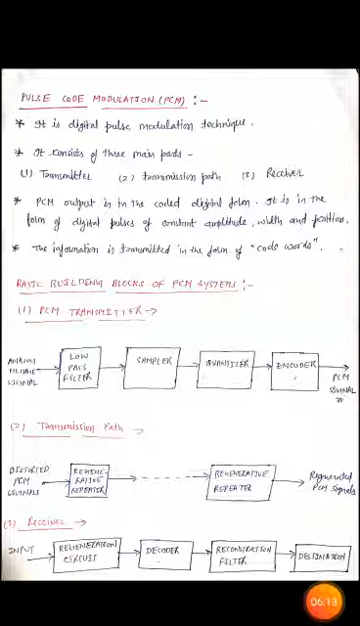 PULSE CODE MODULATION (PCM) :-
* It is digital pulse modulation technique.
* It consists of three main parts -
(1) Transmitter (2) transmission path (3) Receiver
* PCM output is in the coded digital form. It is in the
form of digital pulses of constant amplitude, width and position.
* The information is transmitted in the form of "code words".
BASIC BUILDING BLOCKS OF PCM SYSTEMS :-
(1) PCM TRANSMITTER →
ANALOG
SIGNAL
LOW
PASS
FILTER
SAMPLER
QUANTIZER
ENCODER
PCM
SIGNAL
(2) Transmission Path →
DISTORTED
PCM
SIGNALS
REGENE-
RATIVE
REPEATER
REGENERATIVE
REPEATER
Regenerated
PCM Signals
(3) Receiver →
INPUT
REGENERATION
CIRCUIT
DECODER
RECONSTRUCTION
FILTER
DESTINATION
06:13